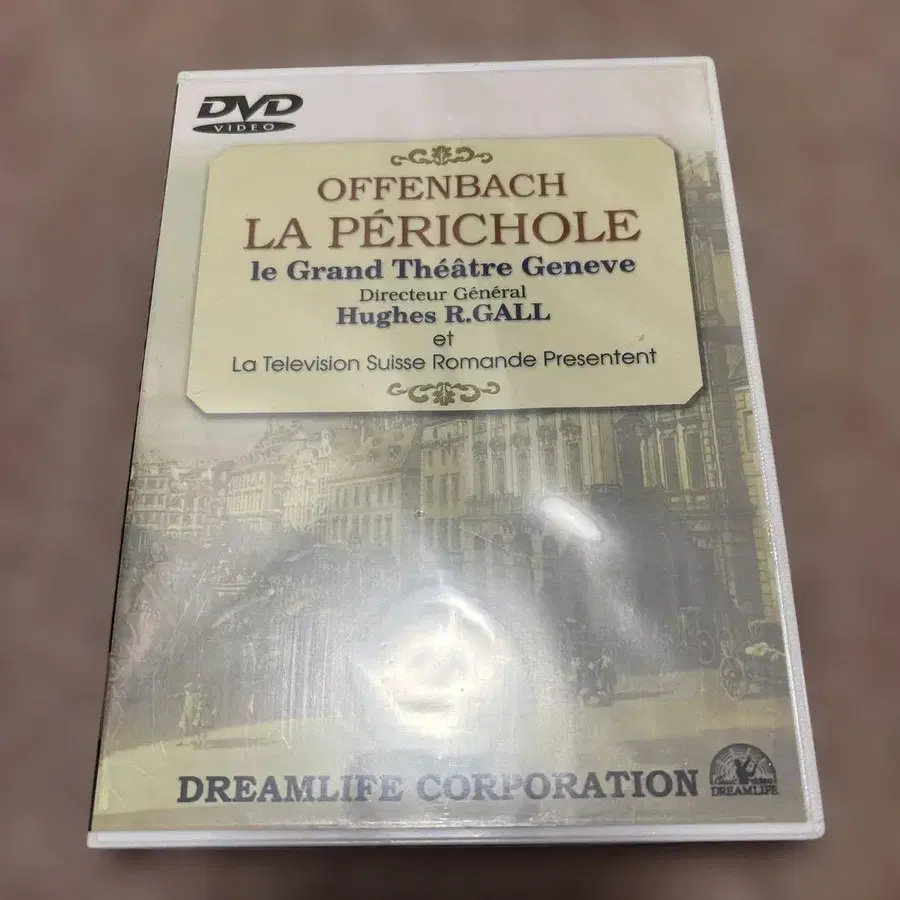 DVD
VIDEO
OFFENBACH
LA PÉRICHOLE
le Grand Théâtre Geneve
Directeur Général
Hughes R.GALL
et
La Television Suisse Romande Presentent
DREAMLIFE CORPORATION
DREAMLIFE